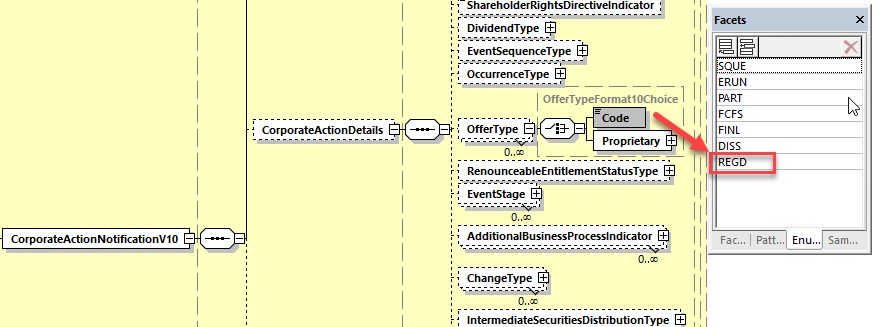 ShareholderRightsDirectiveIndicator
DividendType
EventSequenceType
OccurrenceType
OfferTypeFormat10Choice
CorporateActionDetails
OfferType
Code
Proprietary
0..∞
RenounceableEntitlementStatusType
EventStage
0..∞
CorporateActionNotificationV10
AdditionalBusinessProcessIndicator
0..∞
ChangeType
0..∞
IntermediateSecuritiesDistributionType
Facets
SQUE
ERUN
PART
FCFS
FINL
DISS
REGD
Fac... Patt... Enu... Sam...